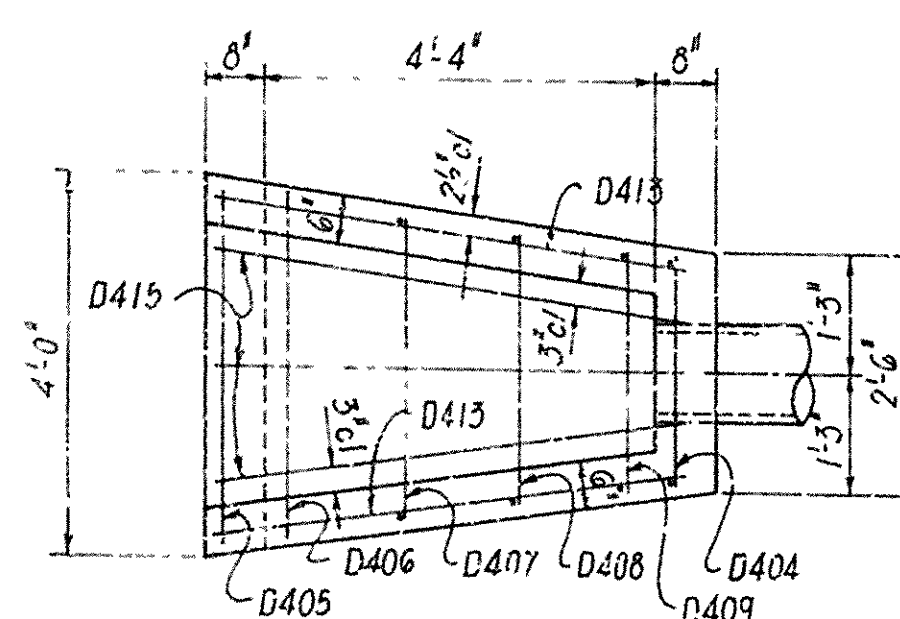 8" 4'-4" 8"
2½" cl
D413
6"
D415
1'-3"
3" cl
4'-0"
2'-6"
D413
3" cl
1'-3"
6"
D406 D407 D408 D404
D405 D409